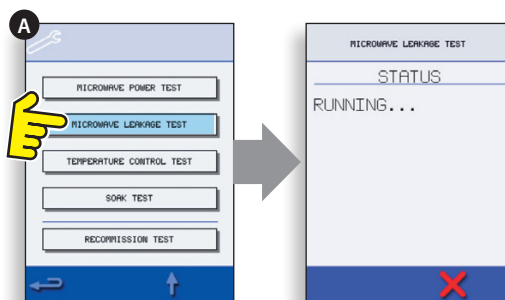 A
MICROWAVE POWER TEST
MICROWAVE LEAKAGE TEST
TEMPERATURE CONTROL TEST
SOAK TEST
RECOMMISSION TEST
MICROWAVE LEAKAGE TEST
STATUS
RUNNING...